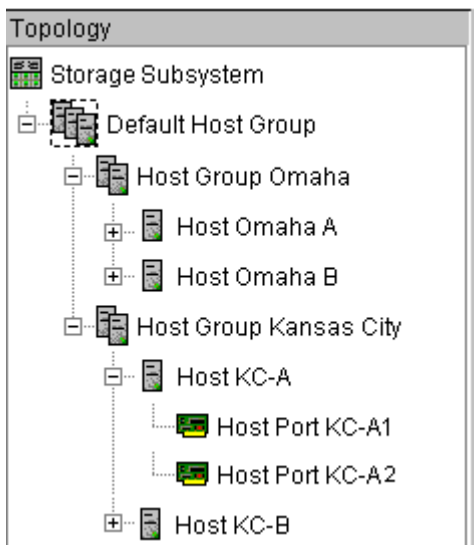 Topology
Storage Subsystem
Default Host Group
Host Group Omaha
Host Omaha A
Host Omaha B
Host Group Kansas City
Host KC-A
Host Port KC-A1
Host Port KC-A2
Host KC-B